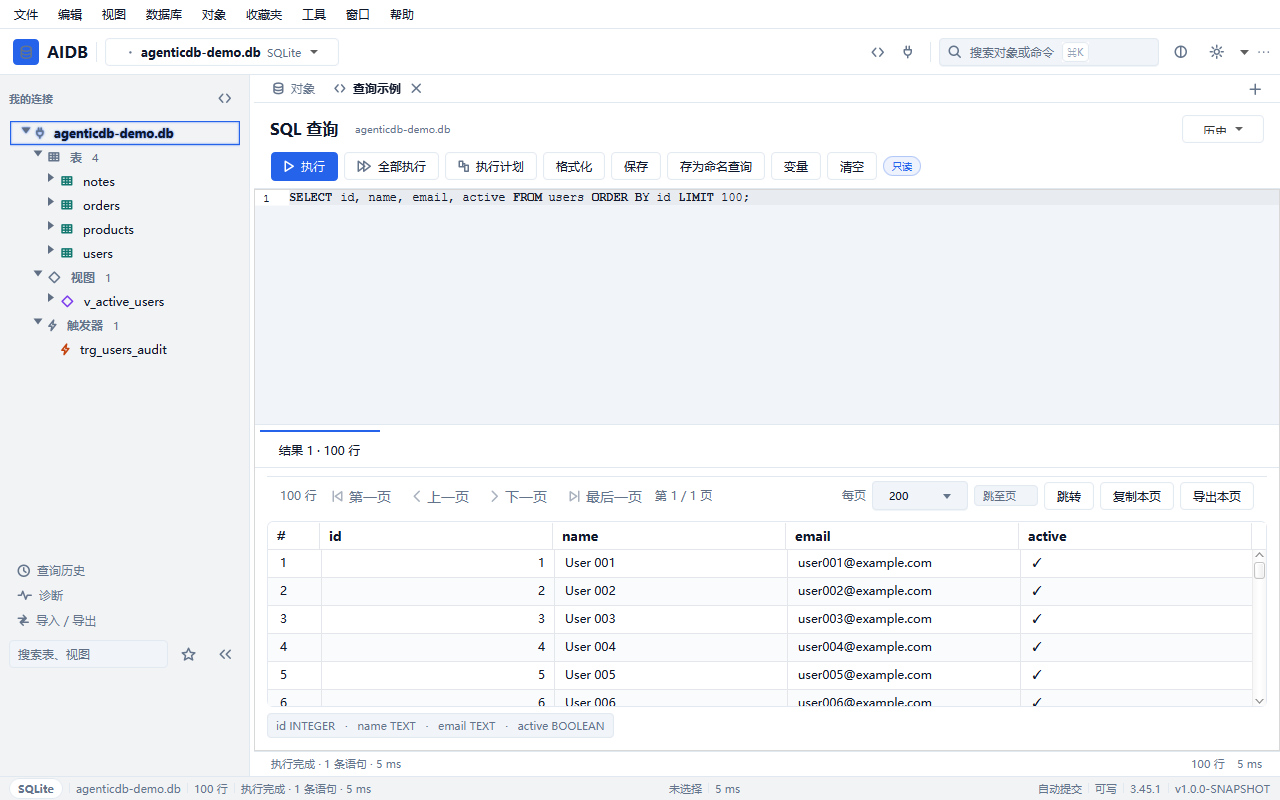 文件 编辑 视图 数据库 对象 收藏夹 工具 窗口 帮助
AIDB · agenticdb-demo.db SQLite 搜索对象或命令 ⌘K ···
我的连接
agenticdb-demo.db
表 4
notes
orders
products
users
视图 1
v_active_users
触发器 1
trg_users_audit
查询历史
诊断
导入 / 导出
搜索表、视图
对象 查询示例
SQL 查询 agenticdb-demo.db 历史
执行 全部执行 执行计划 格式化 保存 存为命名查询 变量 清空 只读
1 SELECT id, name, email, active FROM users ORDER BY id LIMIT 100;
结果 1 · 100 行
100 行 第一页 上一页 下一页 最后一页 第 1 / 1 页 每页 200 跳至页 跳转 复制本页 导出本页
# id name email active
1 1 User 001 user001@example.com ✓
2 2 User 002 user002@example.com ✓
3 3 User 003 user003@example.com ✓
4 4 User 004 user004@example.com ✓
5 5 User 005 user005@example.com ✓
6 6 User 006 user006@example.com ✓
id INTEGER · name TEXT · email TEXT · active BOOLEAN
执行完成 · 1 条语句 · 5 ms 100 行 5 ms
SQLite agenticdb-demo.db 100 行 执行完成 · 1 条语句 · 5 ms 未选择 5 ms 自动提交 可写 3.45.1 v1.0.0-SNAPSHOT